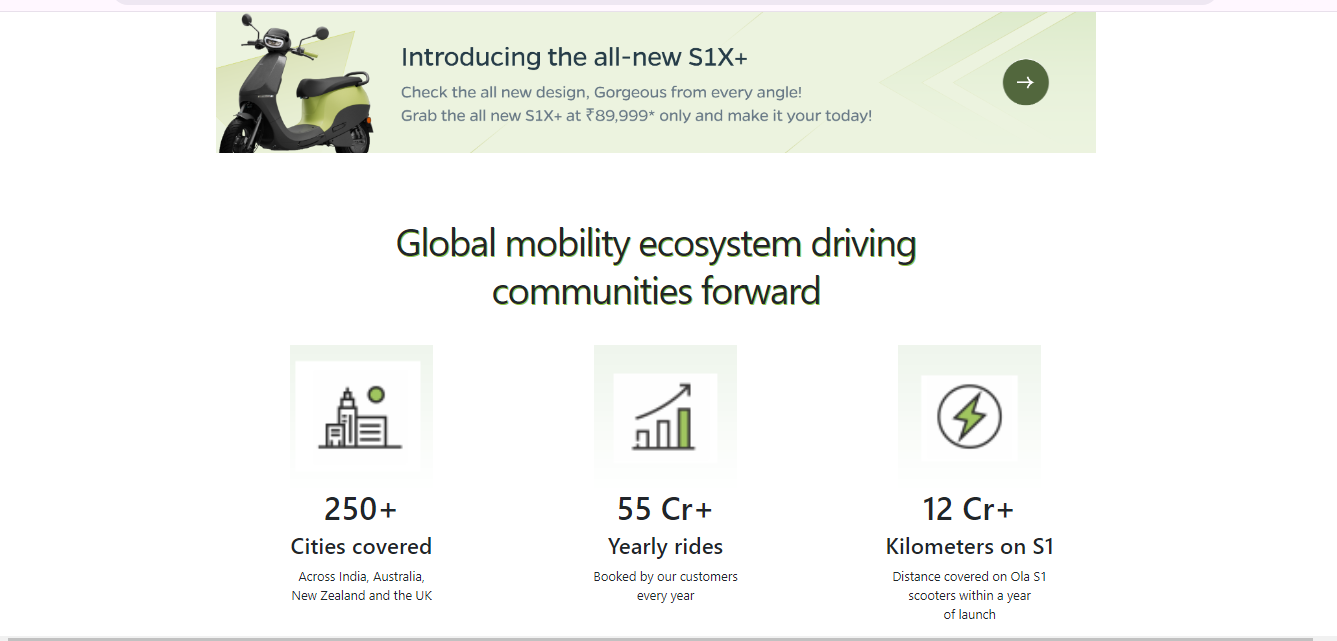 Introducing the all-new S1X+
Check the all new design, Gorgeous from every angle!
Grab the all new S1X+ at ₹89,999* only and make it your today!
Global mobility ecosystem driving
communities forward
250+
Cities covered
Across India, Australia,
New Zealand and the UK
55 Cr+
Yearly rides
Booked by our customers
every year
12 Cr+
Kilometers on S1
Distance covered on Ola S1
scooters within a year
of launch